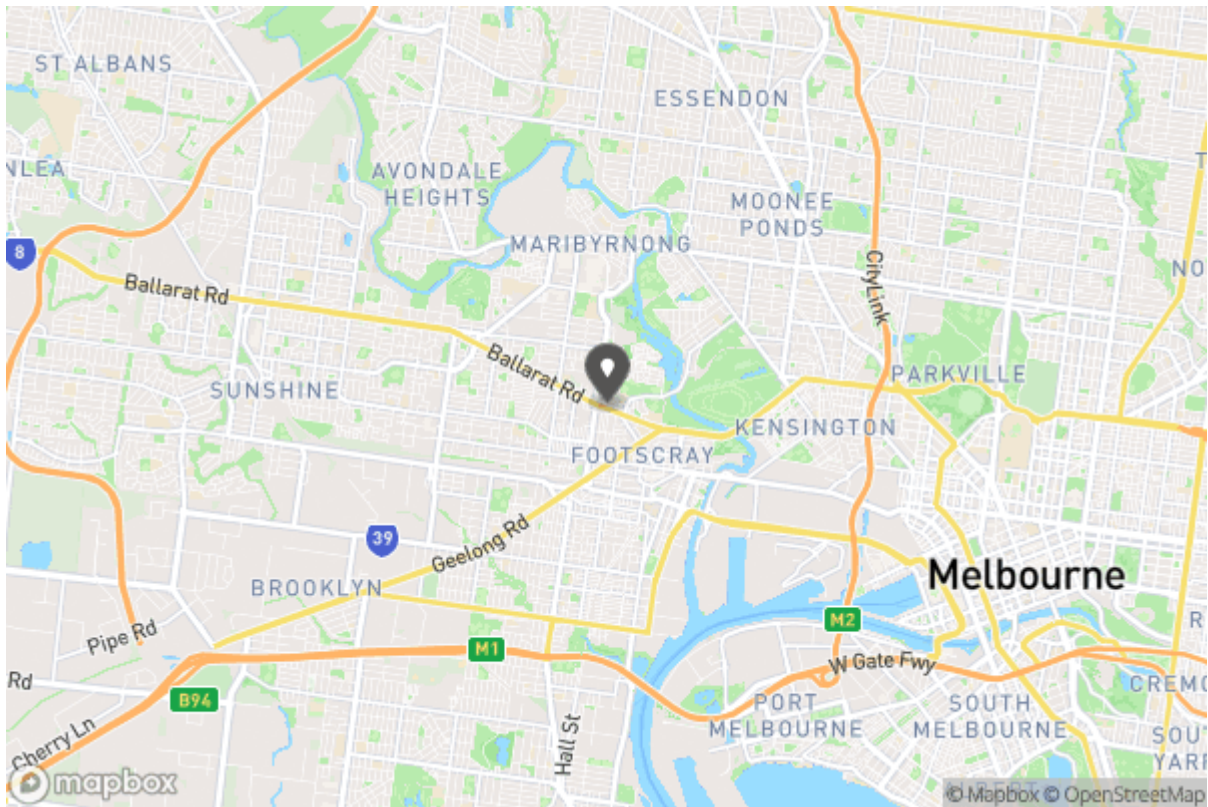 ST ALBANS
ESSENDON
NLEA
AVONDALE
HEIGHTS
MOONEE
PONDS
T
8
MARIBYRNONG
CityLink
NO
Ballarat Rd
Ballarat Rd
SUNSHINE
PARKVILLE
KENSINGTON
FOOTSCRAY
39
Geelong Rd
Melbourne
BROOKLYN
M2
R
Pipe Rd
M1
W Gate Fwy
Rd
B94
CREMO
PORT
MELBOURNE
SOUTH
MELBOURNE
Hall St
SOUT
YARR
Cherry Ln
mapbox
© Mapbox © OpenStreetMap